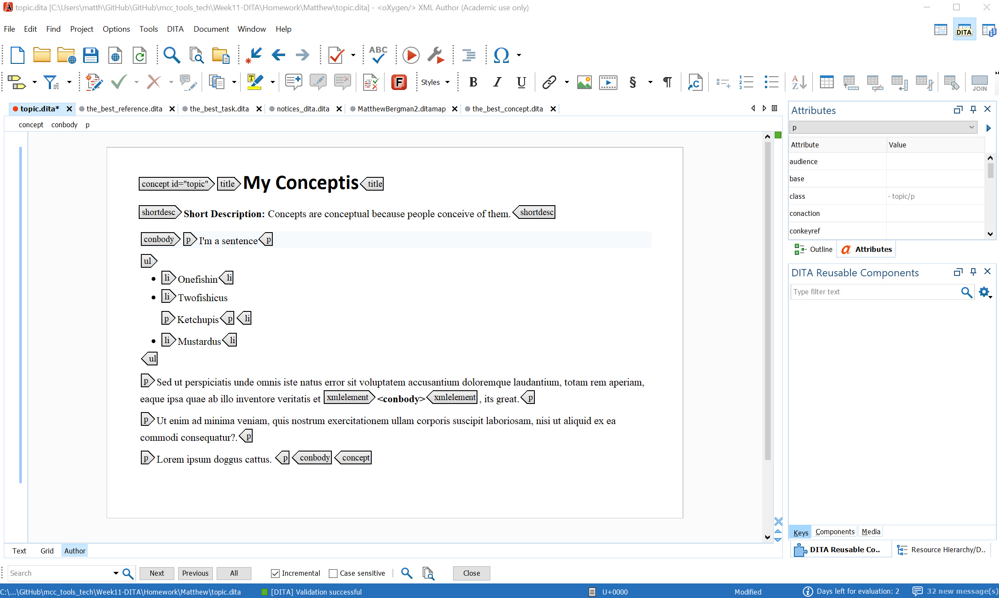 topic.dita [C:\Users\matth\GitHub\GitHub\mcc_tools_tech\Week11-DITA\Homework\Matthew\topic.dita] - <oXygen/> XML Author (Academic use only)
File Edit Find Project Options Tools DITA Document Window Help
DITA
ABC
Styles B I U § ¶
JOIN
topic.dita* the_best_reference.dita the_best_task.dita notices_dita.dita MatthewBergman2.ditamap the_best_concept.dita
concept conbody p
concept id="topic" title My Conceptis title
shortdesc Short Description: Concepts are conceptual because people conceive of them. shortdesc
conbody p I'm a sentence p
ul
li Onefishin li
li Twofishicus
p Ketchupis p li
li Mustardus li
ul
p Sed ut perspiciatis unde omnis iste natus error sit voluptatem accusantium doloremque laudantium, totam rem aperiam,
eaque ipsa quae ab illo inventore veritatis et xmlelement <conbody> xmlelement , its great. p
p Ut enim ad minima veniam, quis nostrum exercitationem ullam corporis suscipit laboriosam, nisi ut aliquid ex ea
commodi consequatur?. p
p Lorem ipsum doggus cattus. p conbody concept
Attributes
p
Attribute Value
audience
base
class - topic/p
conaction
conkeyref
Outline Attributes
DITA Reusable Components
Type filter text
Keys Components Media
DITA Reusable Co.. Resource Hierarchy/D..
Text Grid Author
Search Next Previous All Incremental Case sensitive Close
C:\...\GitHub\mcc_tools_tech\Week11-DITA\Homework\Matthew\topic.dita [DITA] Validation successful U+0000 Modified Days left for evaluation: 2 32 new message(s)